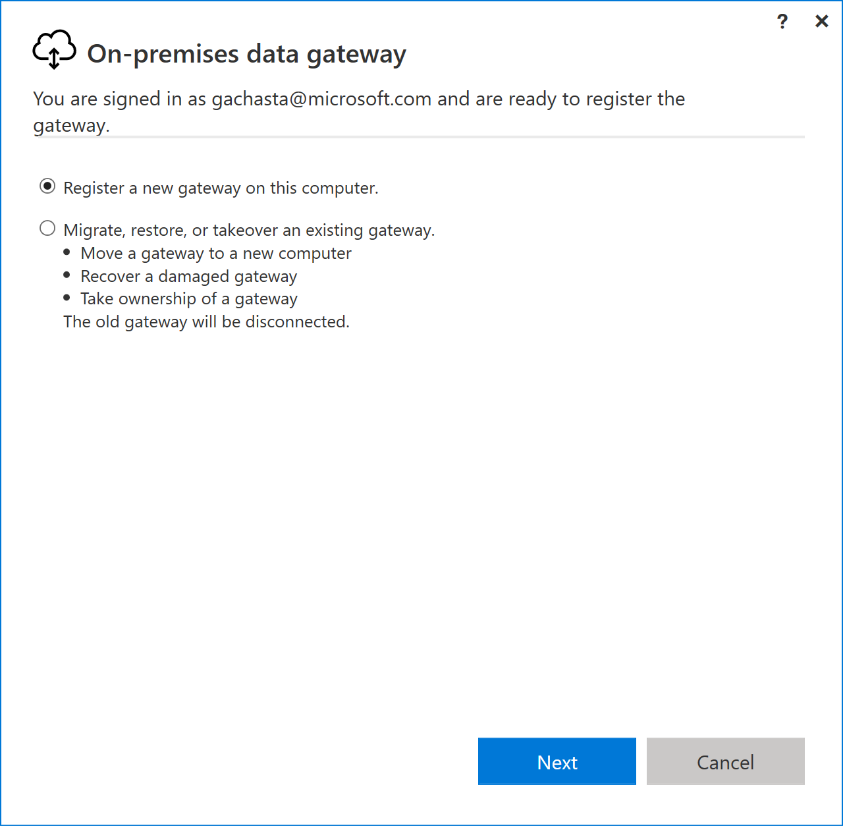 ?
On-premises data gateway
You are signed in as gachasta@microsoft.com and are ready to register the
gateway.
Register a new gateway on this computer.
Migrate, restore, or takeover an existing gateway.
• Move a gateway to a new computer
• Recover a damaged gateway
• Take ownership of a gateway
The old gateway will be disconnected.
Next
Cancel